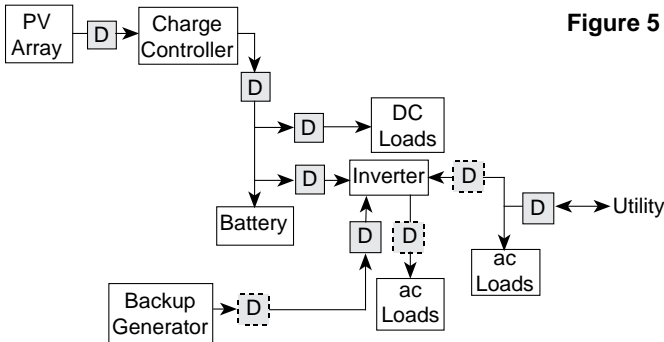 Figure 5
PV
Array
D
Charge
Controller
D
D
DC
Loads
D
Inverter
D
D
Utility
Battery
D
D
ac
Loads
Backup
Generator
D
ac
Loads